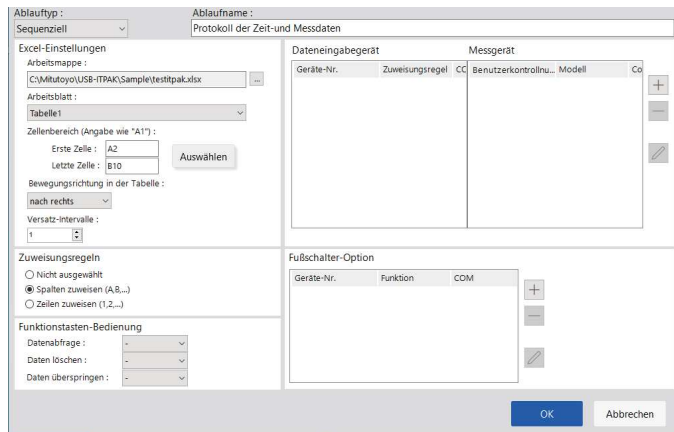 Ablauftyp :
Ablaufname :
Sequenziell
Protokoll der Zeit-und Messdaten
Excel-Einstellungen
Arbeitsmappe :
C:\Mitutoyo\USB-ITPAK\Sample\testitpak.xlsx
...
Arbeitsblatt :
Tabelle1
Zellenbereich (Angabe wie "A1") :
Erste Zelle : A2
Letzte Zelle : B10
Auswählen
Bewegungsrichtung in der Tabelle :
nach rechts
Versatz-Intervalle :
1
Zuweisungsregeln
Nicht ausgewählt
Spalten zuweisen (A,B,...)
Zeilen zuweisen (1,2,...)
Funktionstasten-Bedienung
Datenabfrage : -
Daten löschen : -
Daten überspringen : -
Dateneingabegerät
Messgerät
Geräte-Nr. Zuweisungsregel CO Benutzerkontrollnu... Modell Co
Fußschalter-Option
Geräte-Nr. Funktion COM
OK
Abbrechen